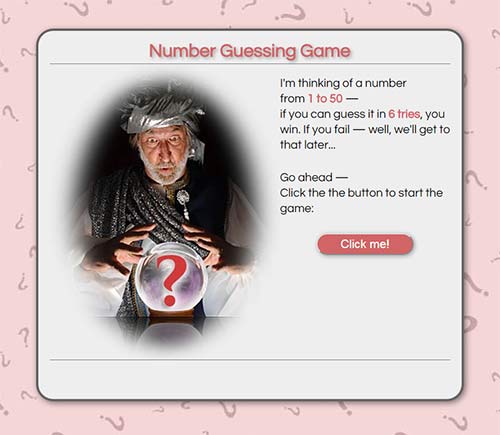 Number Guessing Game
I'm thinking of a number
from 1 to 50 —
if you can guess it in 6 tries, you
win. If you fail — well, we'll get to
that later...
Go ahead —
Click the the button to start the
game:
Click me!
?